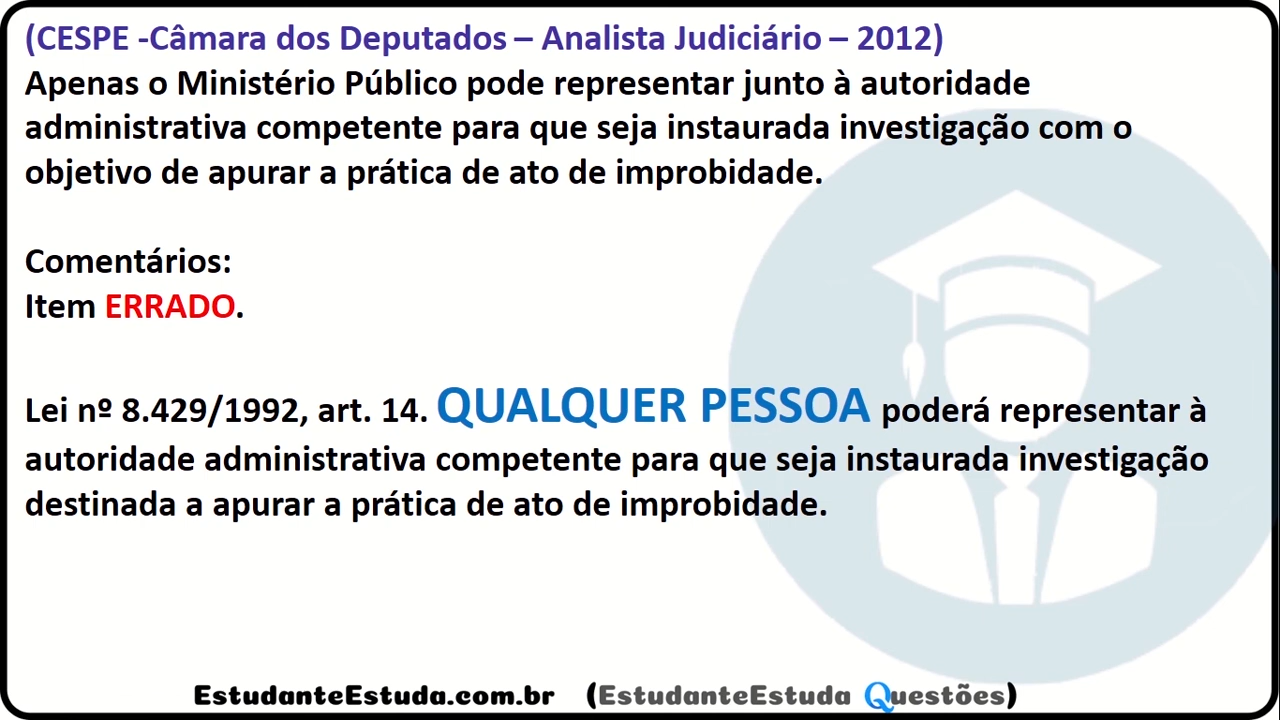 (CESPE -Câmara dos Deputados – Analista Judiciário – 2012)
Apenas o Ministério Público pode representar junto à autoridade
administrativa competente para que seja instaurada investigação com o
objetivo de apurar a prática de ato de improbidade.
Comentários:
Item ERRADO.
Lei nº 8.429/1992, art. 14. QUALQUER PESSOA poderá representar à
autoridade administrativa competente para que seja instaurada investigação
destinada a apurar a prática de ato de improbidade.
EstudanteEstuda.com.br (EstudanteEstuda Questões)